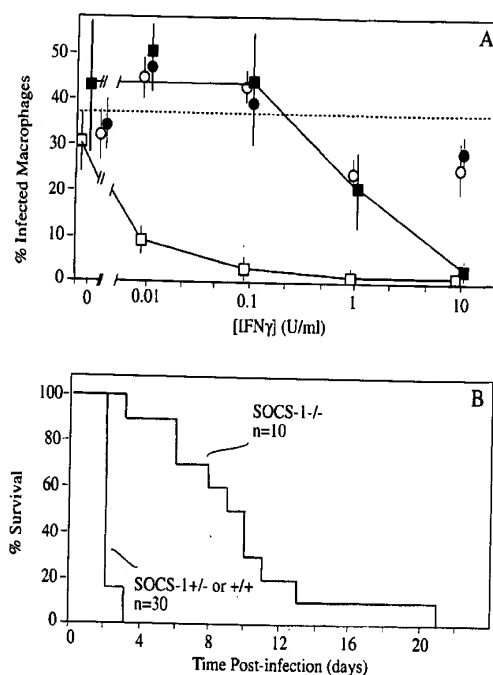 A
% Infected Macrophages
50
40
30
20
10
0
0
0.01
0.1
1
10
[IFNγ] (U/ml)
B
% Survival
100
80
60
40
20
0
SOCS-1-/-
n=10
SOCS-1+/- or +/+
n=30
0
4
8
12
16
20
Time Post-infection (days)